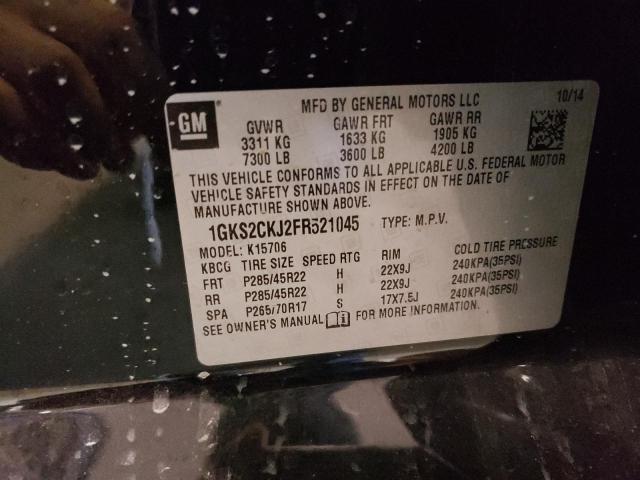 MFD BY GENERAL MOTORS LLC 10/14
GM
GVWR GAWR FRT GAWR RR
3311 KG 1633 KG 1905 KG
7300 LB 3600 LB 4200 LB
THIS VEHICLE CONFORMS TO ALL APPLICABLE U.S. FEDERAL MOTOR
VEHICLE SAFETY STANDARDS IN EFFECT ON THE DATE OF
MANUFACTURE SHOWN ABOVE.
1GKS2CKJ2FR521045 TYPE: M.P.V.
MODEL: K15706
KBCG TIRE SIZE SPEED RTG RIM COLD TIRE PRESSURE
FRT P285/45R22 H 22X9J 240KPA(35PSI)
RR P285/45R22 H 22X9J 240KPA(35PSI)
SPA P265/70R17 S 17X7.5J 240KPA(35PSI)
SEE OWNER'S MANUAL FOR MORE INFORMATION.